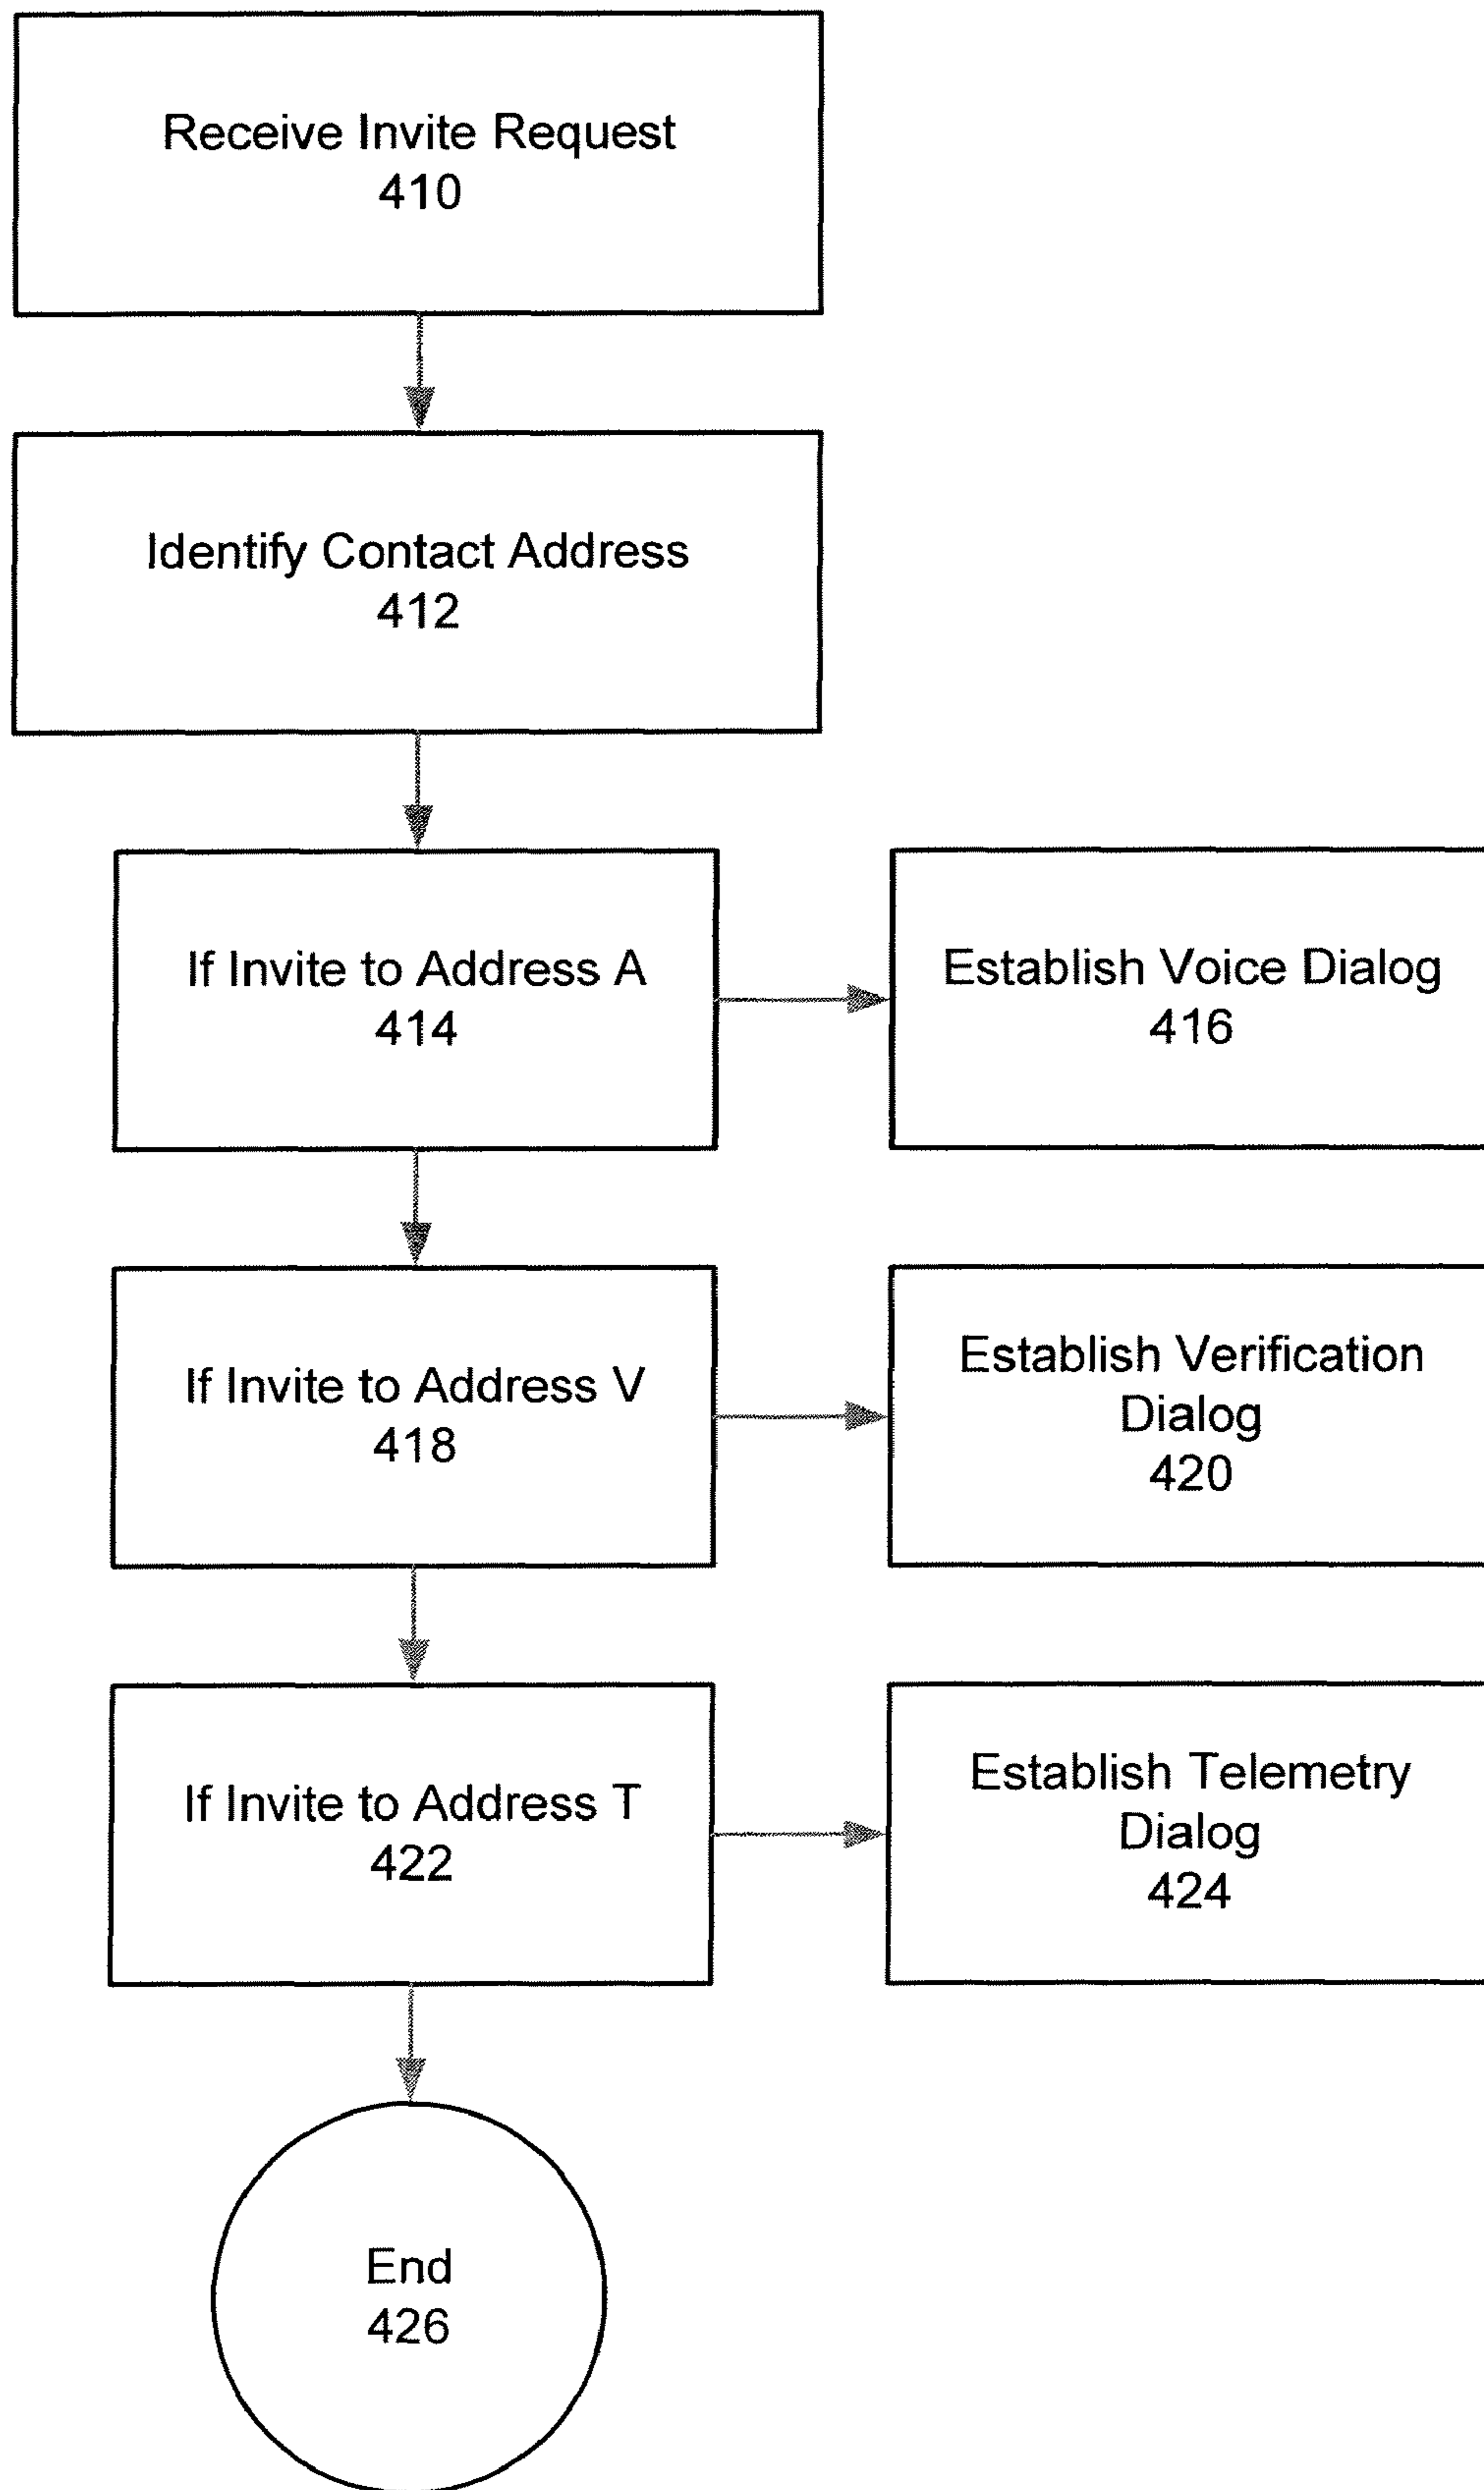 Receive Invite Request
410
Identify Contact Address
412
If Invite to Address A
414
Establish Voice Dialog
416
If Invite to Address V
418
Establish Verification
Dialog
420
If Invite to Address T
422
Establish Telemetry
Dialog
424
End
426